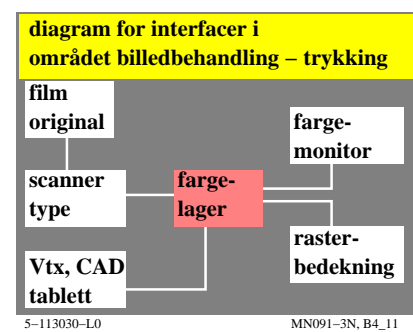 diagram for interfacer i
området billedbehandling – trykking
film
original
farge-
monitor
scanner
type
farge-
lager
raster-
bedekning
Vtx, CAD
tablett
5–113030–L0
MN091–3N, B4_11